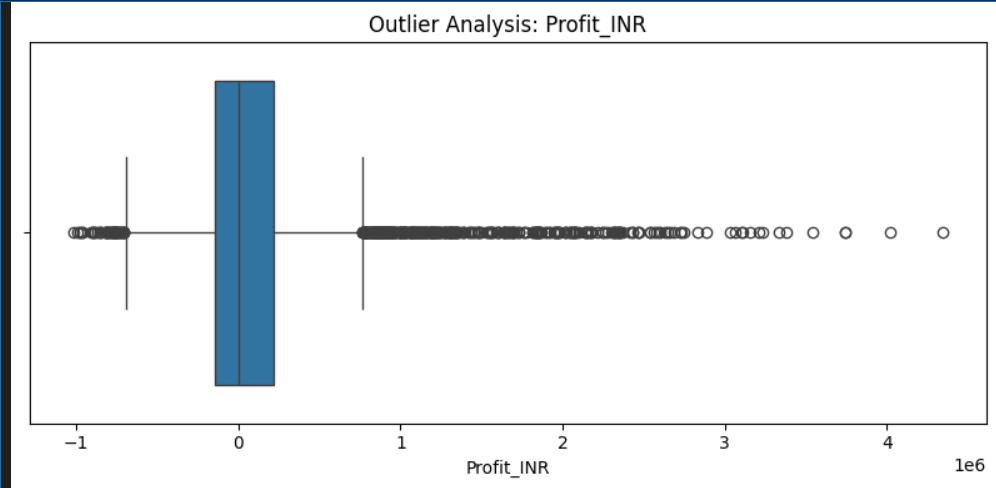 Outlier Analysis: Profit_INR
−1 0 1 2 3 4
1e6
Profit_INR